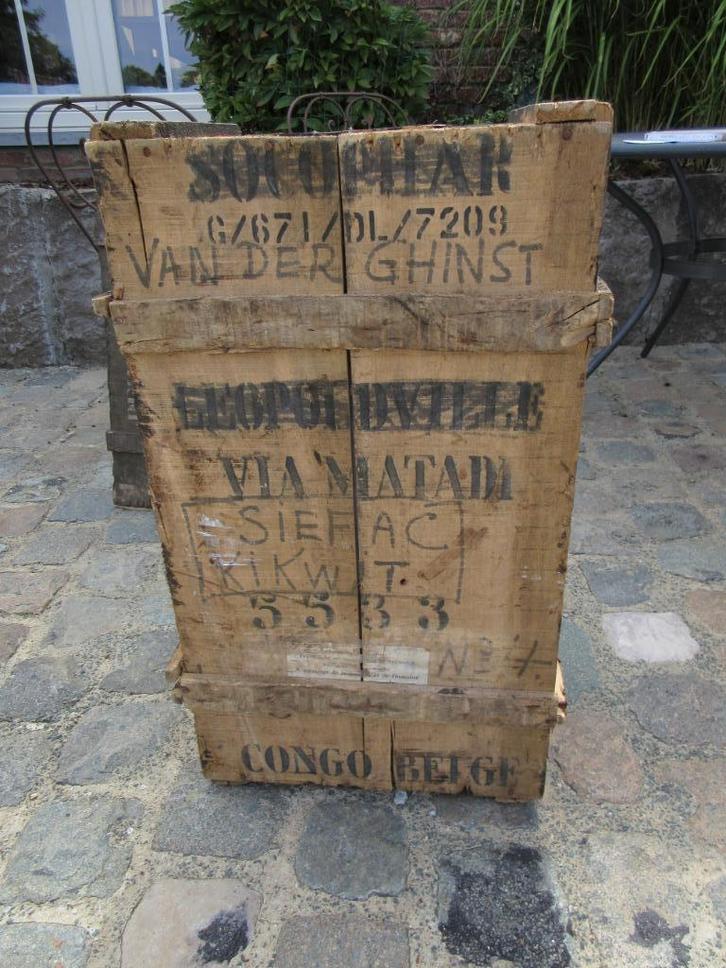 SOCOPHAR
G/671/DL/7209
VAN DER GHINST
LEOPOLDVILLE
VIA MATADI
SIEFAC
KIKWIT
5533
CONGO BELGE